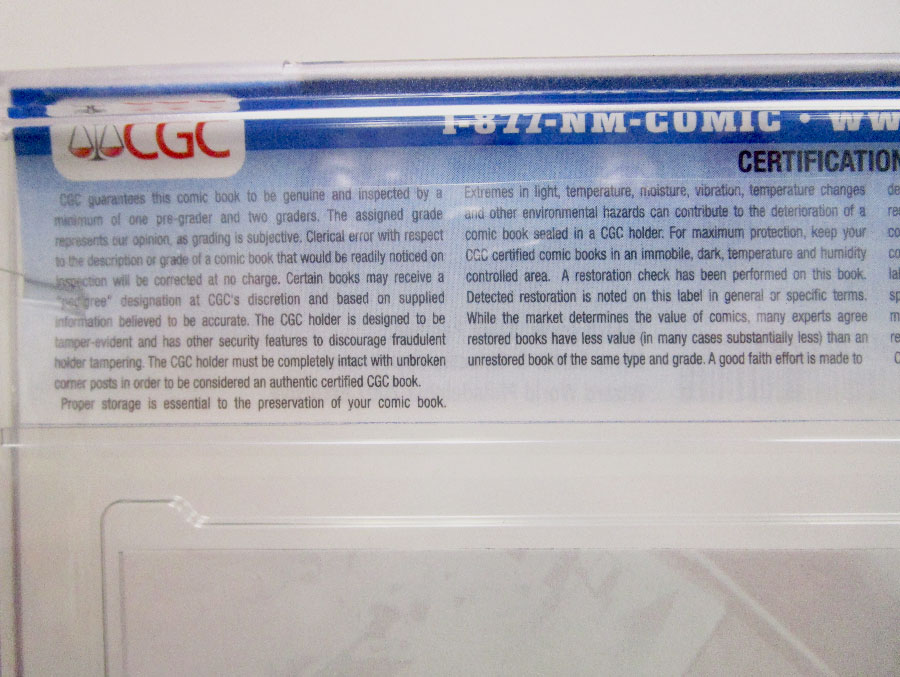 CGC
1-877-NM-COMIC • WW
CERTIFICATION
CGC guarantees this comic book to be genuine and inspected by a
minimum of one pre-grader and two graders. The assigned grade
represents our opinion, as grading is subjective. Clerical error with respect
to the description or grade of a comic book that would be readily noticed on
inspection will be corrected at no charge. Certain books may receive a
"pedigree" designation at CGC's discretion and based on supplied
information believed to be accurate. The CGC holder is designed to be
tamper-evident and has other security features to discourage fraudulent
holder tampering. The CGC holder must be completely intact with unbroken
corner posts in order to be considered an authentic certified CGC book.
Proper storage is essential to the preservation of your comic book.
Extremes in light, temperature, moisture, vibration, temperature changes
and other environmental hazards can contribute to the deterioration of a
comic book sealed in a CGC holder. For maximum protection, keep your
CGC certified comic books in an immobile, dark, temperature and humidity
controlled area. A restoration check has been performed on this book.
Detected restoration is noted on this label in general or specific terms.
While the market determines the value of comics, many experts agree
restored books have less value (in many cases substantially less) than an
unrestored book of the same type and grade. A good faith effort is made to